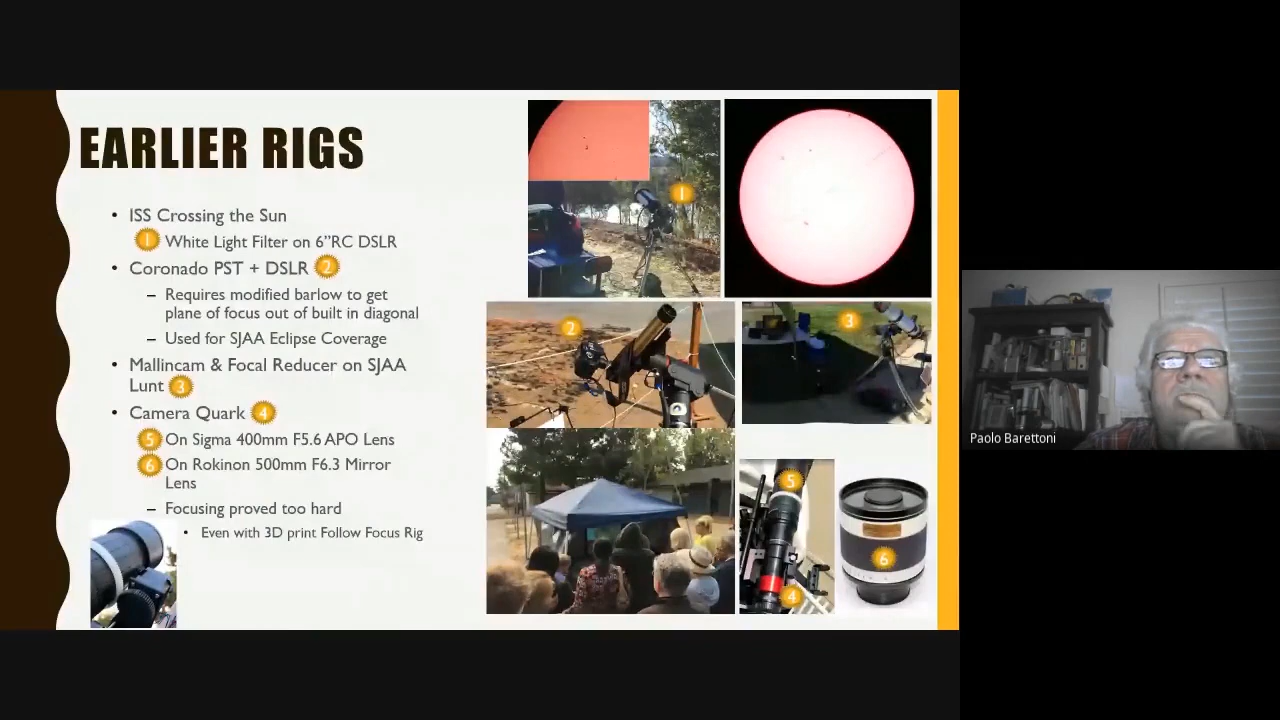 EARLIER RIGS
• ISS Crossing the Sun
1 White Light Filter on 6”RC DSLR
• Coronado PST + DSLR 2
– Requires modified barlow to get
plane of focus out of built in diagonal
– Used for SJAA Eclipse Coverage
• Mallincam & Focal Reducer on SJAA
Lunt 3
• Camera Quark 4
5 On Sigma 400mm F5.6 APO Lens
6 On Rokinon 500mm F6.3 Mirror
Lens
– Focusing proved too hard
• Even with 3D print Follow Focus Rig
1
2
3
5
4
6
Paolo Barettoni